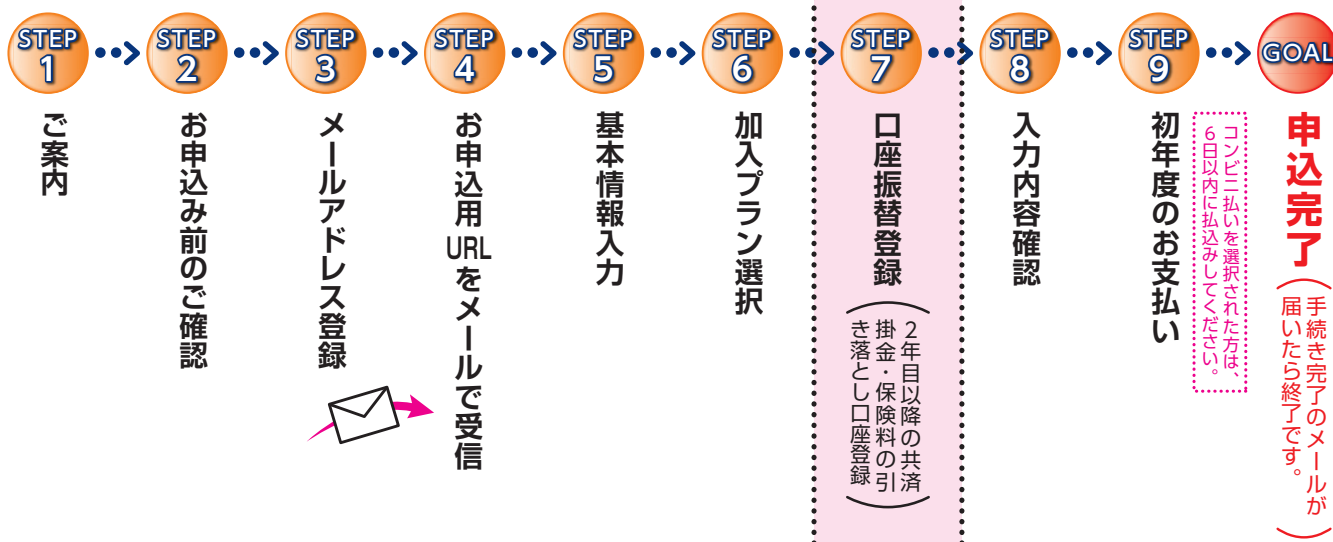 STEP
1
ご案内
STEP
2
お申込み前のご確認
STEP
3
メールアドレス登録
STEP
4
お申込用URLをメールで受信
STEP
5
基本情報入力
STEP
6
加入プラン選択
STEP
7
口座振替登録
(2年目以降の共済
掛金・保険料の引
き落とし口座登録)
STEP
8
入力内容確認
STEP
9
初年度のお支払い
コンビニ払いを選択された方は、
6日以内に払込みしてください。
GOAL
申込完了
(手続き完了のメールが
届いたら終了です。)